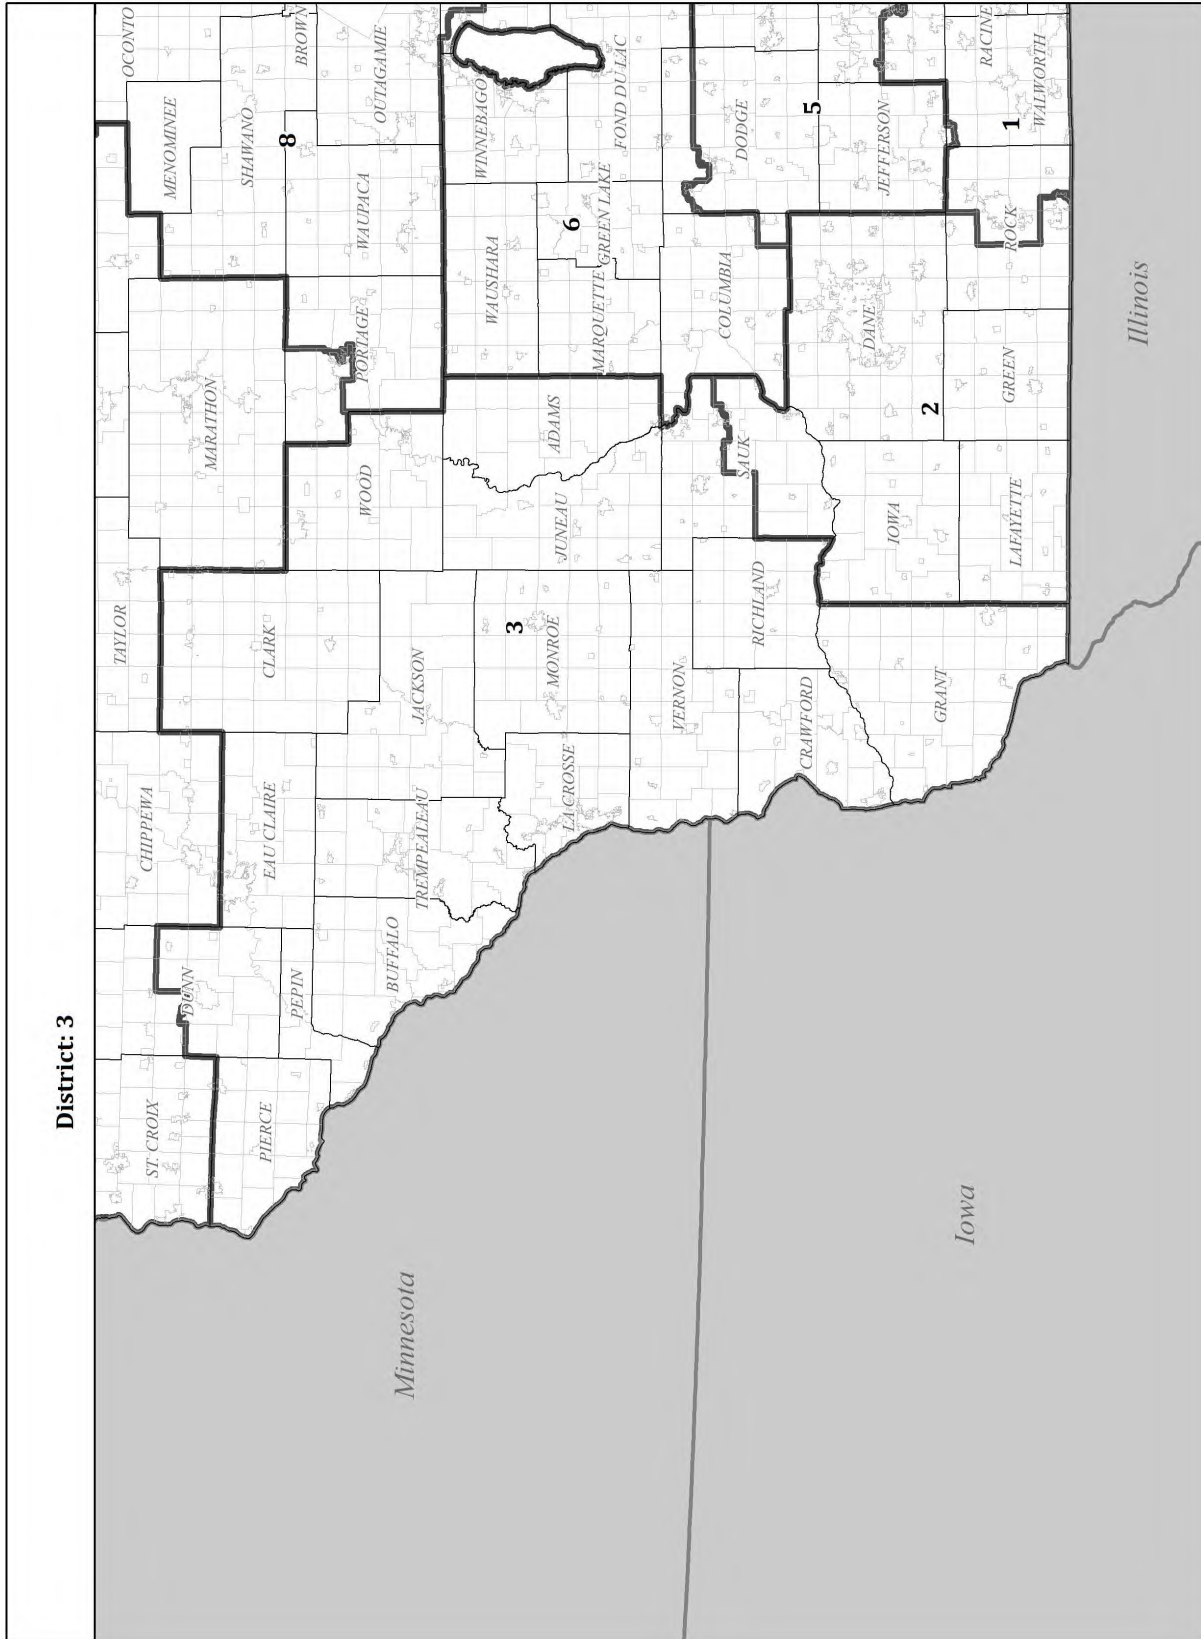 District: 3
ST. CROIX
DUNN
CHIPPEWA
TAYLOR
MARATHON
MENOMINEE
OCONTO
PIERCE
PEPIN
EAU CLAIRE
CLARK
WOOD
PORTAGE
SHAWANO
8
BROWN
WAUPACA
OUTAGAMIE
BUFFALO
TREMPEALEAU
JACKSON
Minnesota
LA CROSSE
MONROE
3
JUNEAU
ADAMS
WAUSHARA
WINNEBAGO
6
MARQUETTE
GREEN LAKE
FOND DU LAC
VERNON
CRAWFORD
RICHLAND
SAUK
COLUMBIA
DODGE
5
Iowa
GRANT
IOWA
LAFAYETTE
2
DANE
GREEN
JEFFERSON
ROCK
1
WALWORTH
RACINE
Illinois